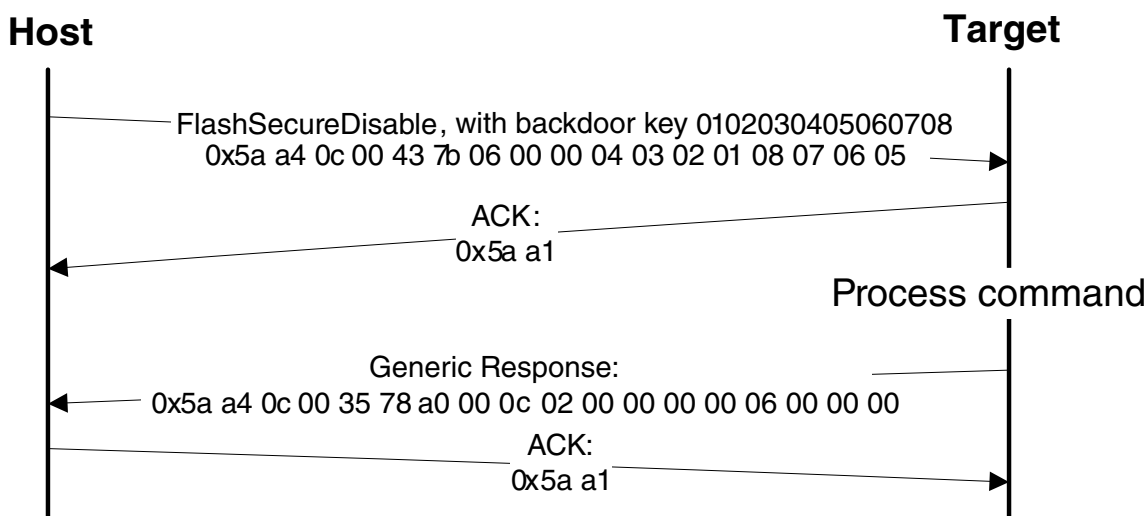 Host
Target
FlashSecureDisable, with backdoor key 0102030405060708
0x5a a4 0c 00 43 7b 06 00 00 04 03 02 01 08 07 06 05
ACK:
0x5a a1
Process command
Generic Response:
0x5a a4 0c 00 35 78 a0 00 0c 02 00 00 00 00 06 00 00 00
ACK:
0x5a a1